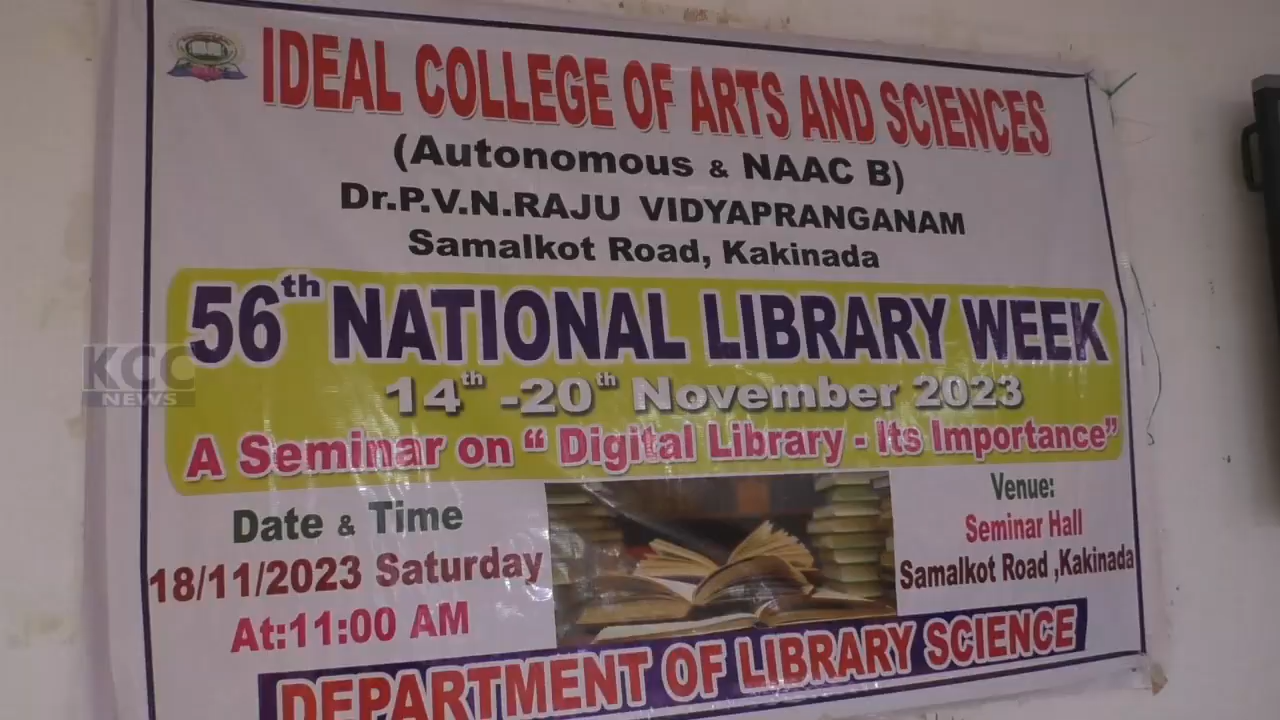 IDEAL COLLEGE OF ARTS AND SCIENCES
(Autonomous & NAAC B)
Dr.P.V.N.RAJU VIDYAPRANGANAM
Samalkot Road, Kakinada
56th NATIONAL LIBRARY WEEK
14th -20th November 2023
A Seminar on “ Digital Library - Its Importance”
Date & Time
18/11/2023 Saturday
At:11:00 AM
Venue:
Seminar Hall
Samalkot Road ,Kakinada
DEPARTMENT OF LIBRARY SCIENCE
KCC
NEWS